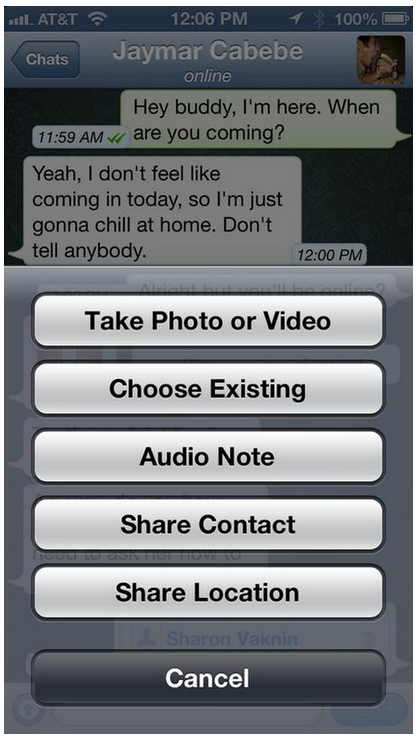 AT&T 12:06 PM 100%
Chats Jaymar Cabebe
online
Hey buddy, I'm here. When
are you coming?
11:59 AM
Yeah, I don't feel like
coming in today, so I'm just
gonna chill at home. Don't
tell anybody.
12:00 PM
Alright but you'll be online?
Take Photo or Video
Choose Existing
Audio Note
Share Contact
need to ask her how to
Share Location
Sharon Vaknin
Cancel
Send